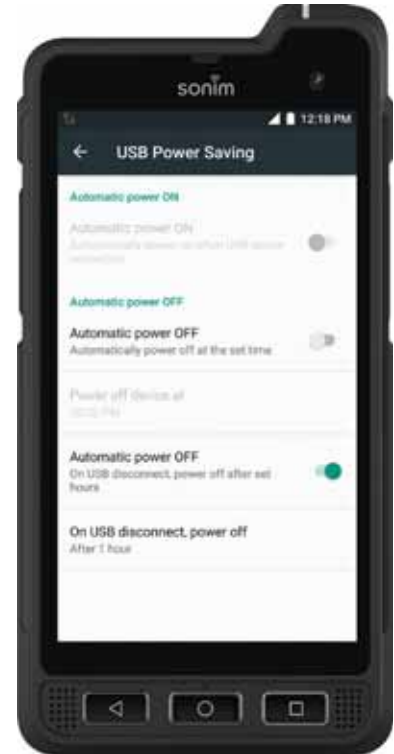 sonim
12:18 PM
USB Power Saving
Automatic power ON
Automatic power ON
Automatically power on when USB
connection
Automatic power OFF
Automatic power OFF
Automatically power off at the set time
Power off device at
PM
Automatic power OFF
On USB disconnect, power off after set
hours
On USB disconnect, power off
After 1 hour